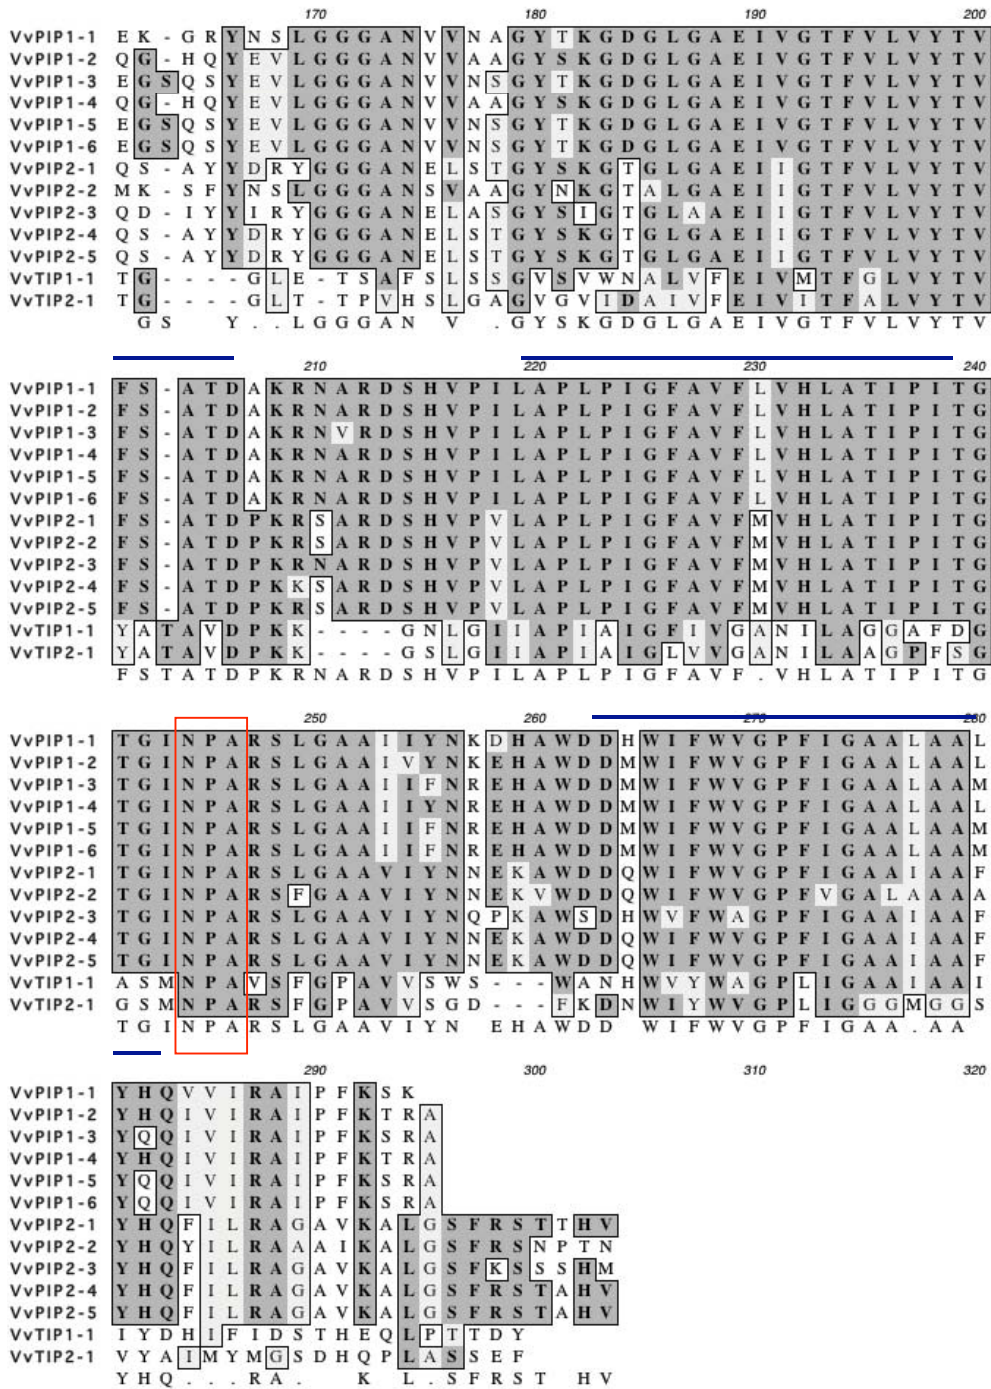 170 180 190 200
VvPIP1-1 E K - G R Y N S L G G G A N V V N A G Y T K G D G L G A E I V G T F V L V Y T V
VvPIP1-2 Q G - H Q Y E V L G G G A N V V A A G Y S K G D G L G A E I V G T F V L V Y T V
VvPIP1-3 E G S Q S Y E V L G G G A N V V N S G Y T K G D G L G A E I V G T F V L V Y T V
VvPIP1-4 Q G - H Q Y E V L G G G A N V V A A G Y S K G D G L G A E I V G T F V L V Y T V
VvPIP1-5 E G S Q S Y E V L G G G A N V V N S G Y T K G D G L G A E I V G T F V L V Y T V
VvPIP1-6 E G S Q S Y E V L G G G A N V V N S G Y T K G D G L G A E I V G T F V L V Y T V
VvPIP2-1 Q S - A Y Y D R Y G G G A N E L S T G Y S K G T G L G A E I I G T F V L V Y T V
VvPIP2-2 M K - S F Y N S L G G G A N S V A A G Y N K G T A L G A E I I G T F V L V Y T V
VvPIP2-3 Q D - I Y Y I R Y G G G A N E L A S G Y S I G T G L A A E I I G T F V L V Y T V
VvPIP2-4 Q S - A Y Y D R Y G G G A N E L S T G Y S K G T G L G A E I I G T F V L V Y T V
VvPIP2-5 Q S - A Y Y D R Y G G G A N E L S T G Y S K G T G L G A E I I G T F V L V Y T V
VvTIP1-1 T G - - - - G L E - T S A F S L S S G V S V W N A L V F E I V M T F G L V Y T V
VvTIP2-1 T G - - - - G L T - T P V H S L G A G V G V I D A I V F E I V I T F A L V Y T V
G S Y . . L G G G A N V . G Y S K G D G L G A E I V G T F V L V Y T V
210 220 230 240
VvPIP1-1 F S - A T D A K R N A R D S H V P I L A P L P I G F A V F L V H L A T I P I T G
VvPIP1-2 F S - A T D A K R N A R D S H V P I L A P L P I G F A V F L V H L A T I P I T G
VvPIP1-3 F S - A T D A K R N V R D S H V P I L A P L P I G F A V F L V H L A T I P I T G
VvPIP1-4 F S - A T D A K R N A R D S H V P I L A P L P I G F A V F L V H L A T I P I T G
VvPIP1-5 F S - A T D A K R N A R D S H V P I L A P L P I G F A V F L V H L A T I P I T G
VvPIP1-6 F S - A T D A K R N A R D S H V P I L A P L P I G F A V F L V H L A T I P I T G
VvPIP2-1 F S - A T D P K R S A R D S H V P V L A P L P I G F A V F M V H L A T I P I T G
VvPIP2-2 F S - A T D P K R S A R D S H V P V L A P L P I G F A V F M V H L A T I P I T G
VvPIP2-3 F S - A T D P K R N A R D S H V P V L A P L P I G F A V F M V H L A T I P I T G
VvPIP2-4 F S - A T D P K K S A R D S H V P V L A P L P I G F A V F M V H L A T I P I T G
VvPIP2-5 F S - A T D P K R S A R D S H V P V L A P L P I G F A V F M V H L A T I P I T G
VvTIP1-1 Y A T A V D P K K - - - - G N L G I I A P I A I G F I V G A N I L A G G A F D G
VvTIP2-1 Y A T A V D P K K - - - - G S L G I I A P I A I G L V V G A N I L A A G P F S G
F S T A T D P K R N A R D S H V P I L A P L P I G F A V F . V H L A T I P I T G
250 260 270 280
VvPIP1-1 T G I N P A R S L G A A I I Y N K D H A W D D H W I F W V G P F I G A A L A A L
VvPIP1-2 T G I N P A R S L G A A I V Y N K E H A W D D M W I F W V G P F I G A A L A A L
VvPIP1-3 T G I N P A R S L G A A I I F N R E H A W D D M W I F W V G P F I G A A L A A M
VvPIP1-4 T G I N P A R S L G A A I I Y N R E H A W D D M W I F W V G P F I G A A L A A L
VvPIP1-5 T G I N P A R S L G A A I I F N R E H A W D D M W I F W V G P F I G A A L A A M
VvPIP1-6 T G I N P A R S L G A A I I F N R E H A W D D M W I F W V G P F I G A A L A A M
VvPIP2-1 T G I N P A R S L G A A V I Y N N E K A W D D Q W I F W V G P F I G A A I A A F
VvPIP2-2 T G I N P A R S F G A A V I Y N N E K V W D D Q W I F W V G P F V G A L A A A
VvPIP2-3 T G I N P A R S L G A A V I Y N Q P K A W S D H W V F W A G P F I G A A I A A F
VvPIP2-4 T G I N P A R S L G A A V I Y N N E K A W D D Q W I F W V G P F I G A A I A A F
VvPIP2-5 T G I N P A R S L G A A V I Y N N E K A W D D Q W I F W V G P F I G A A I A A F
VvTIP1-1 A S M N P A V S F G P A V V S W S - - - W A N H W V Y W A G P L I G A A I A A I
VvTIP2-1 G S M N P A R S F G P A V V S G D - - - F K D N W I Y W V G P L I G G G M G G S
T G I N P A R S L G A A V I Y N E H A W D D W I F W V G P F I G A A . A A
290 300 310 320
VvPIP1-1 Y H Q V V I R A I P F K S K
VvPIP1-2 Y H Q I V I R A I P F K T R A
VvPIP1-3 Y Q Q I V I R A I P F K S R A
VvPIP1-4 Y H Q I V I R A I P F K T R A
VvPIP1-5 Y Q Q I V I R A I P F K S R A
VvPIP1-6 Y Q Q I V I R A I P F K S R A
VvPIP2-1 Y H Q F I L R A G A V K A L G S F R S T T H V
VvPIP2-2 Y H Q Y I L R A A A I K A L G S F R S N P T N
VvPIP2-3 Y H Q F I L R A G A V K A L G S F K S S S H M
VvPIP2-4 Y H Q F I L R A G A V K A L G S F R S T A H V
VvPIP2-5 Y H Q F I L R A G A V K A L G S F R S T A H V
VvTIP1-1 I Y D H I F I D S T H E Q L P T T D Y
VvTIP2-1 V Y A I M Y M G S D H Q P L A S S E F
Y H Q . . . R A . K L . S F R S T H V